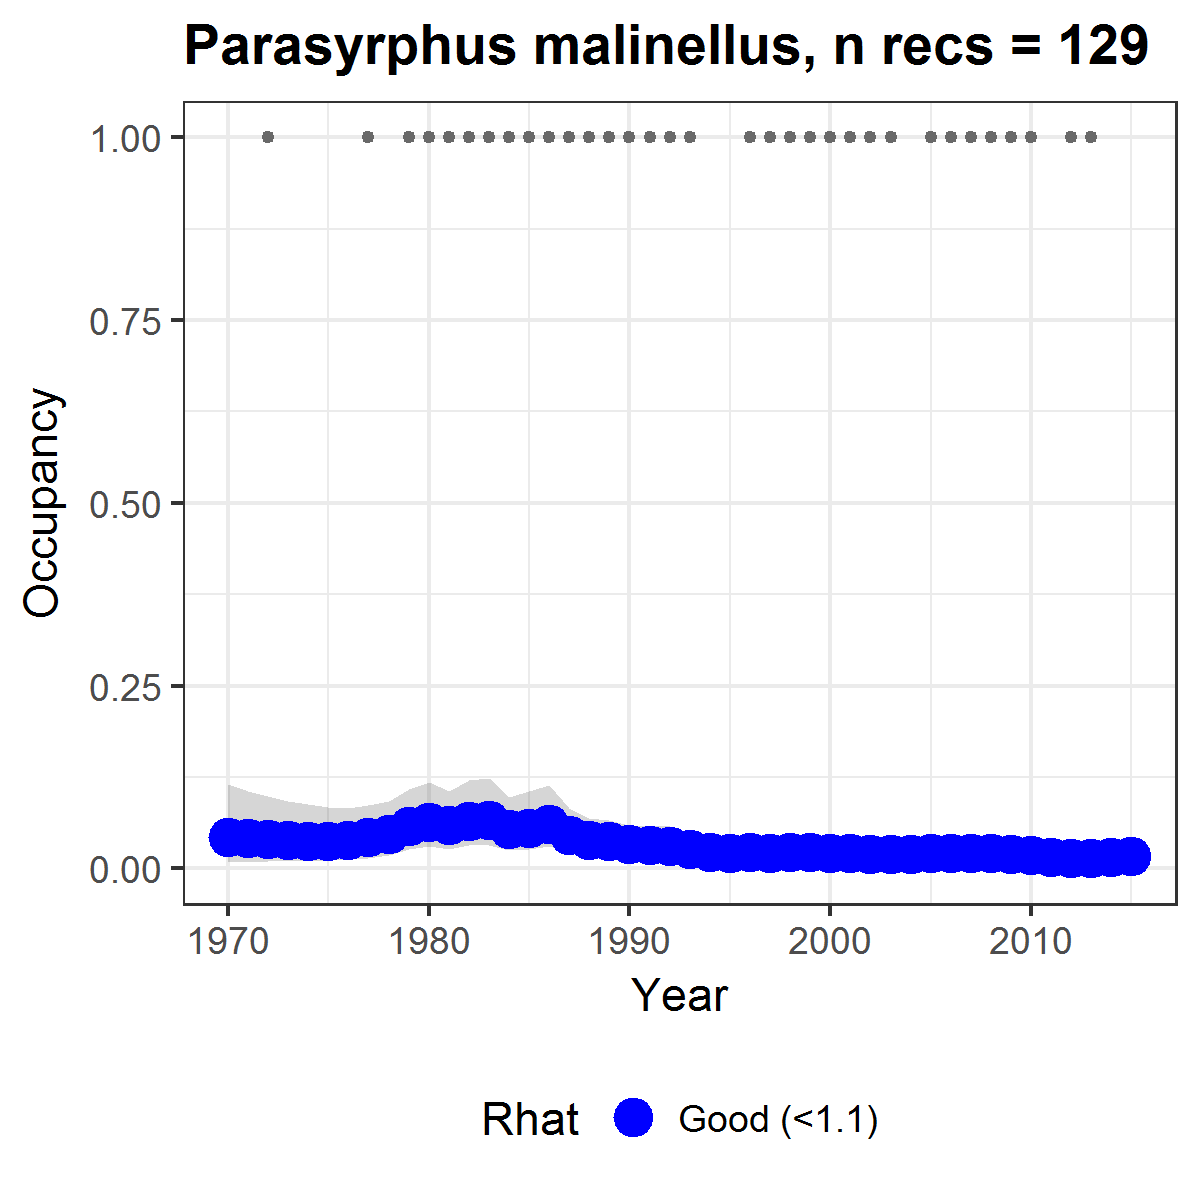 Parasyrphus malinellus, n recs = 129
1.00
0.75
0.50
0.25
0.00
Occupancy
1970 1980 1990 2000 2010
Year
Rhat Good (<1.1)